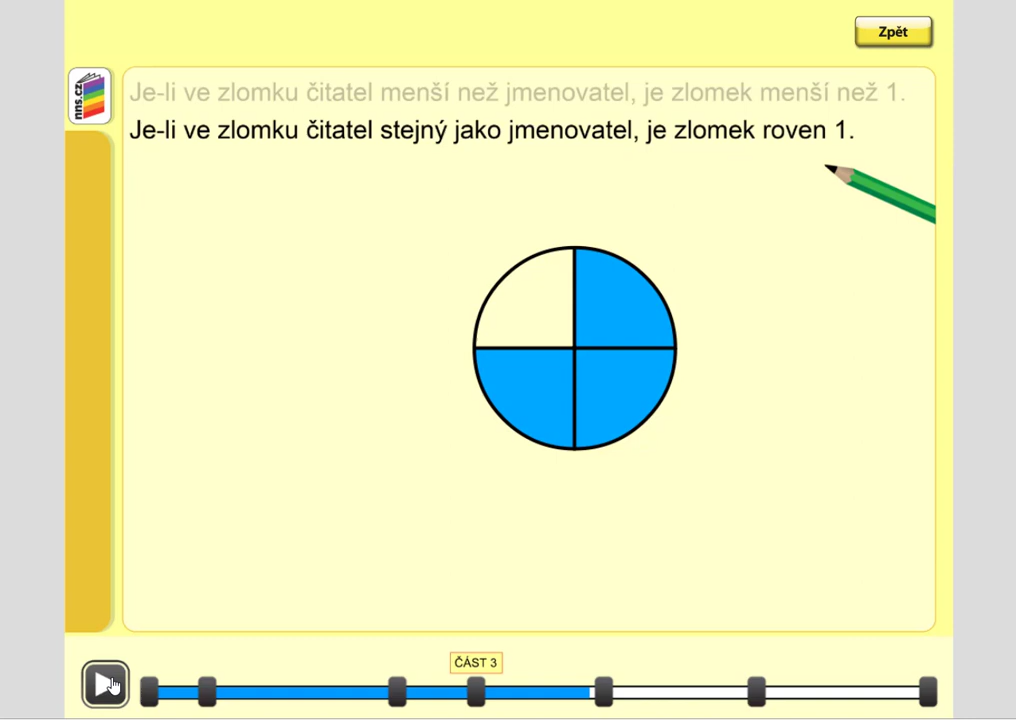 Zpět
nns.cz
Je-li ve zlomku čitatel menší než jmenovatel, je zlomek menší než 1.
Je-li ve zlomku čitatel stejný jako jmenovatel, je zlomek roven 1.
ČÁST 3